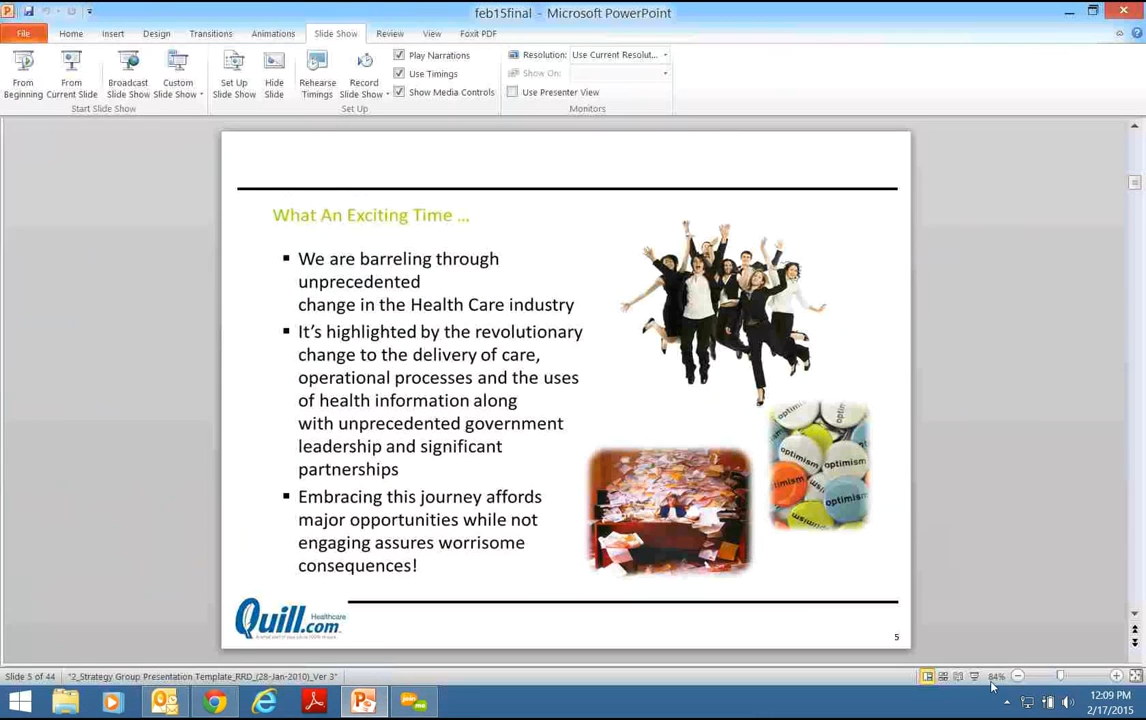 feb15final - Microsoft PowerPoint
File Home Insert Design Transitions Animations Slide Show Review View Foxit PDF
From Beginning
From Current Slide
Broadcast Slide Show
Custom Slide Show
Start Slide Show
Set Up Slide Show
Hide Slide
Rehearse Timings
Record Slide Show
Play Narrations
Use Timings
Show Media Controls
Set Up
Resolution: Use Current Resolut...
Show On:
Use Presenter View
Monitors
What An Exciting Time ...
We are barreling through
unprecedented
change in the Health Care industry
It's highlighted by the revolutionary
change to the delivery of care,
operational processes and the uses
of health information along
with unprecedented government
leadership and significant
partnerships
Embracing this journey affords
major opportunities while not
engaging assures worrisome
consequences!
optimism
optimism
optimism
optimism
Quill.com
Healthcare
5
Slide 5 of 44 "2_Strategy Group Presentation Template_RRD_(28-Jan-2010)_Ver 3" 84%
12:09 PM
2/17/2015